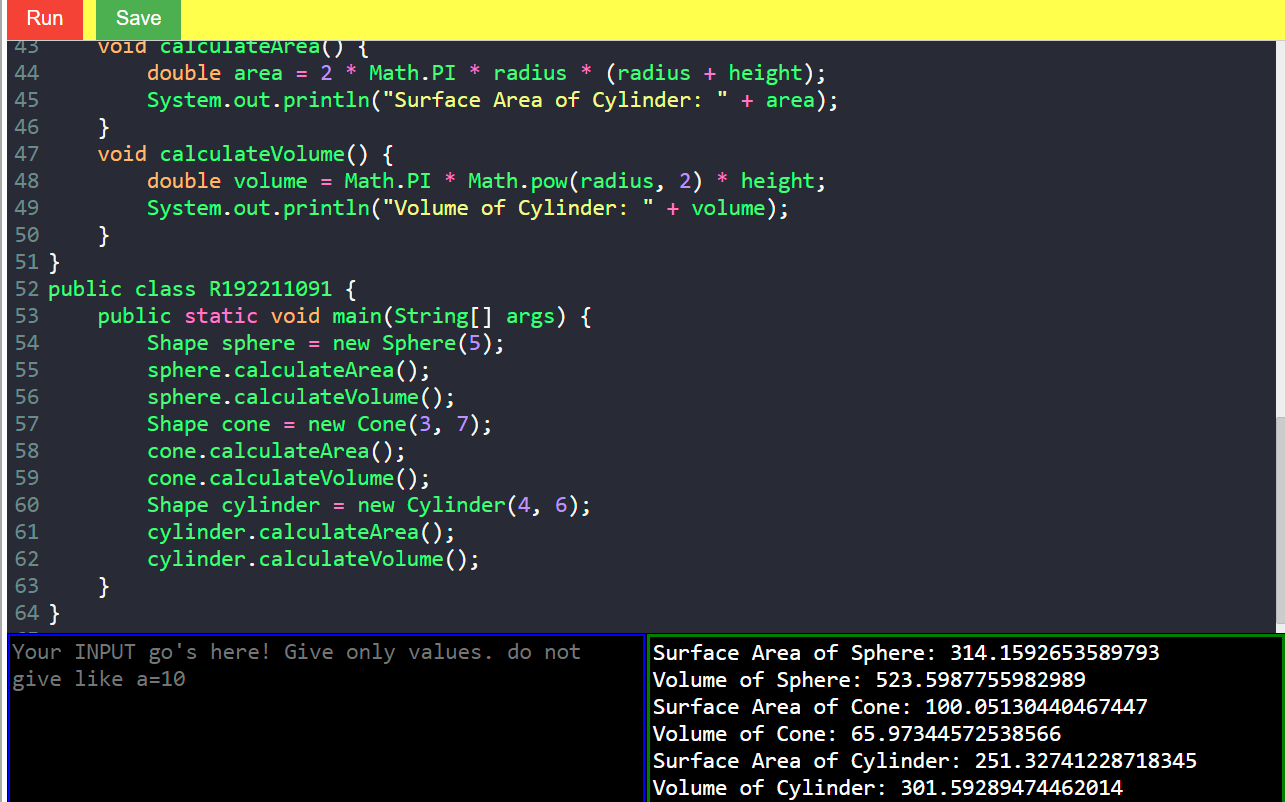 Run Save
43 void calculateArea() {
44 double area = 2 * Math.PI * radius * (radius + height);
45 System.out.println("Surface Area of Cylinder: " + area);
46 }
47 void calculateVolume() {
48 double volume = Math.PI * Math.pow(radius, 2) * height;
49 System.out.println("Volume of Cylinder: " + volume);
50 }
51 }
52 public class R192211091 {
53 public static void main(String[] args) {
54 Shape sphere = new Sphere(5);
55 sphere.calculateArea();
56 sphere.calculateVolume();
57 Shape cone = new Cone(3, 7);
58 cone.calculateArea();
59 cone.calculateVolume();
60 Shape cylinder = new Cylinder(4, 6);
61 cylinder.calculateArea();
62 cylinder.calculateVolume();
63 }
64 }
Your INPUT go's here! Give only values. do not
give like a=10
Surface Area of Sphere: 314.1592653589793
Volume of Sphere: 523.5987755982989
Surface Area of Cone: 100.05130440467447
Volume of Cone: 65.97344572538566
Surface Area of Cylinder: 251.32741228718345
Volume of Cylinder: 301.59289474462014